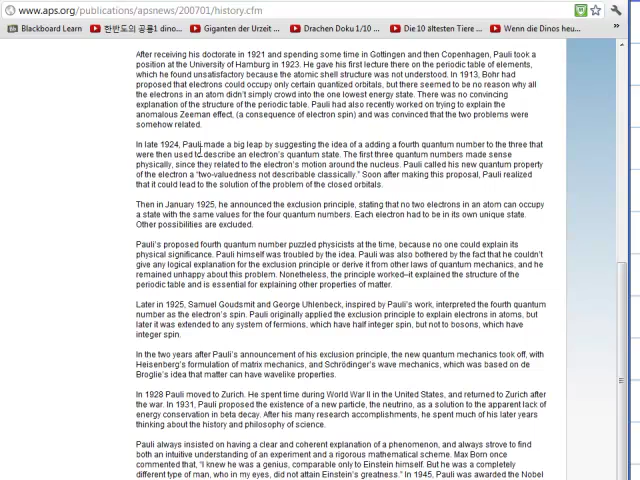 www.aps.org/publications/apsnews/200701/history.cfm
Blackboard Learn 한반도의 공룡1 dino... Giganten der Urzeit ... Drachen Doku 1/10 ... Die 10 ältesten Tiere ... Wenn die Dinos heu... »
After receiving his doctorate in 1921 and spending some time in Gottingen and then Copenhagen, Pauli took a
position at the University of Hamburg in 1923. He gave his first lecture there on the periodic table of elements,
which he found unsatisfactory because the atomic shell structure was not understood. In 1913, Bohr had
proposed that electrons could occupy only certain quantized orbitals, but there seemed to be no reason why all
the electrons in an atom didn't simply crowd into the one lowest energy state. There was no convincing
explanation of the structure of the periodic table. Pauli had also recently worked on trying to explain the
anomalous Zeeman effect, (a consequence of electron spin) and was convinced that the two problems were
somehow related.
In late 1924, Pauli made a big leap by suggesting the idea of a adding a fourth quantum number to the three that
were then used to describe an electron's quantum state. The first three quantum numbers made sense
physically, since they related to the electron's motion around the nucleus. Pauli called his new quantum property
of the electron a "two-valuedness not describable classically." Soon after making this proposal, Pauli realized
that it could lead to the solution of the problem of the closed orbitals.
Then in January 1925, he announced the exclusion principle, stating that no two electrons in an atom can occupy
a state with the same values for the four quantum numbers. Each electron had to be in its own unique state.
Other possibilities are excluded.
Pauli's proposed fourth quantum number puzzled physicists at the time, because no one could explain its
physical significance. Pauli himself was troubled by the idea. Pauli was also bothered by the fact that he couldn't
give any logical explanation for the exclusion principle or derive it from other laws of quantum mechanics, and he
remained unhappy about this problem. Nonetheless, the principle worked–it explained the structure of the
periodic table and is essential for explaining other properties of matter.
Later in 1925, Samuel Goudsmit and George Uhlenbeck, inspired by Pauli's work, interpreted the fourth quantum
number as the electron's spin. Pauli originally applied the exclusion principle to explain electrons in atoms, but
later it was extended to any system of fermions, which have half integer spin, but not to bosons, which have
integer spin.
In the two years after Pauli's announcement of his exclusion principle, the new quantum mechanics took off, with
Heisenberg's formulation of matrix mechanics, and Schrödinger's wave mechanics, which was based on de
Broglie's idea that matter can have wavelike properties.
In 1928 Pauli moved to Zurich. He spent time during World War II in the United States, and returned to Zurich after
the war. In 1931, Pauli proposed the existence of a new particle, the neutrino, as a solution to the apparent lack of
energy conservation in beta decay. After his many research accomplishments, he spent much of his later years
thinking about the history and philosophy of science.
Pauli always insisted on having a clear and coherent explanation of a phenomenon, and always strove to find
both an intuitive understanding of an experiment and a rigorous mathematical scheme. Max Born once
commented that, "I knew he was a genius, comparable only to Einstein himself. But he was a completely
different type of man, who in my eyes, did not attain Einstein's greatness." In 1945, Pauli was awarded the Nobel